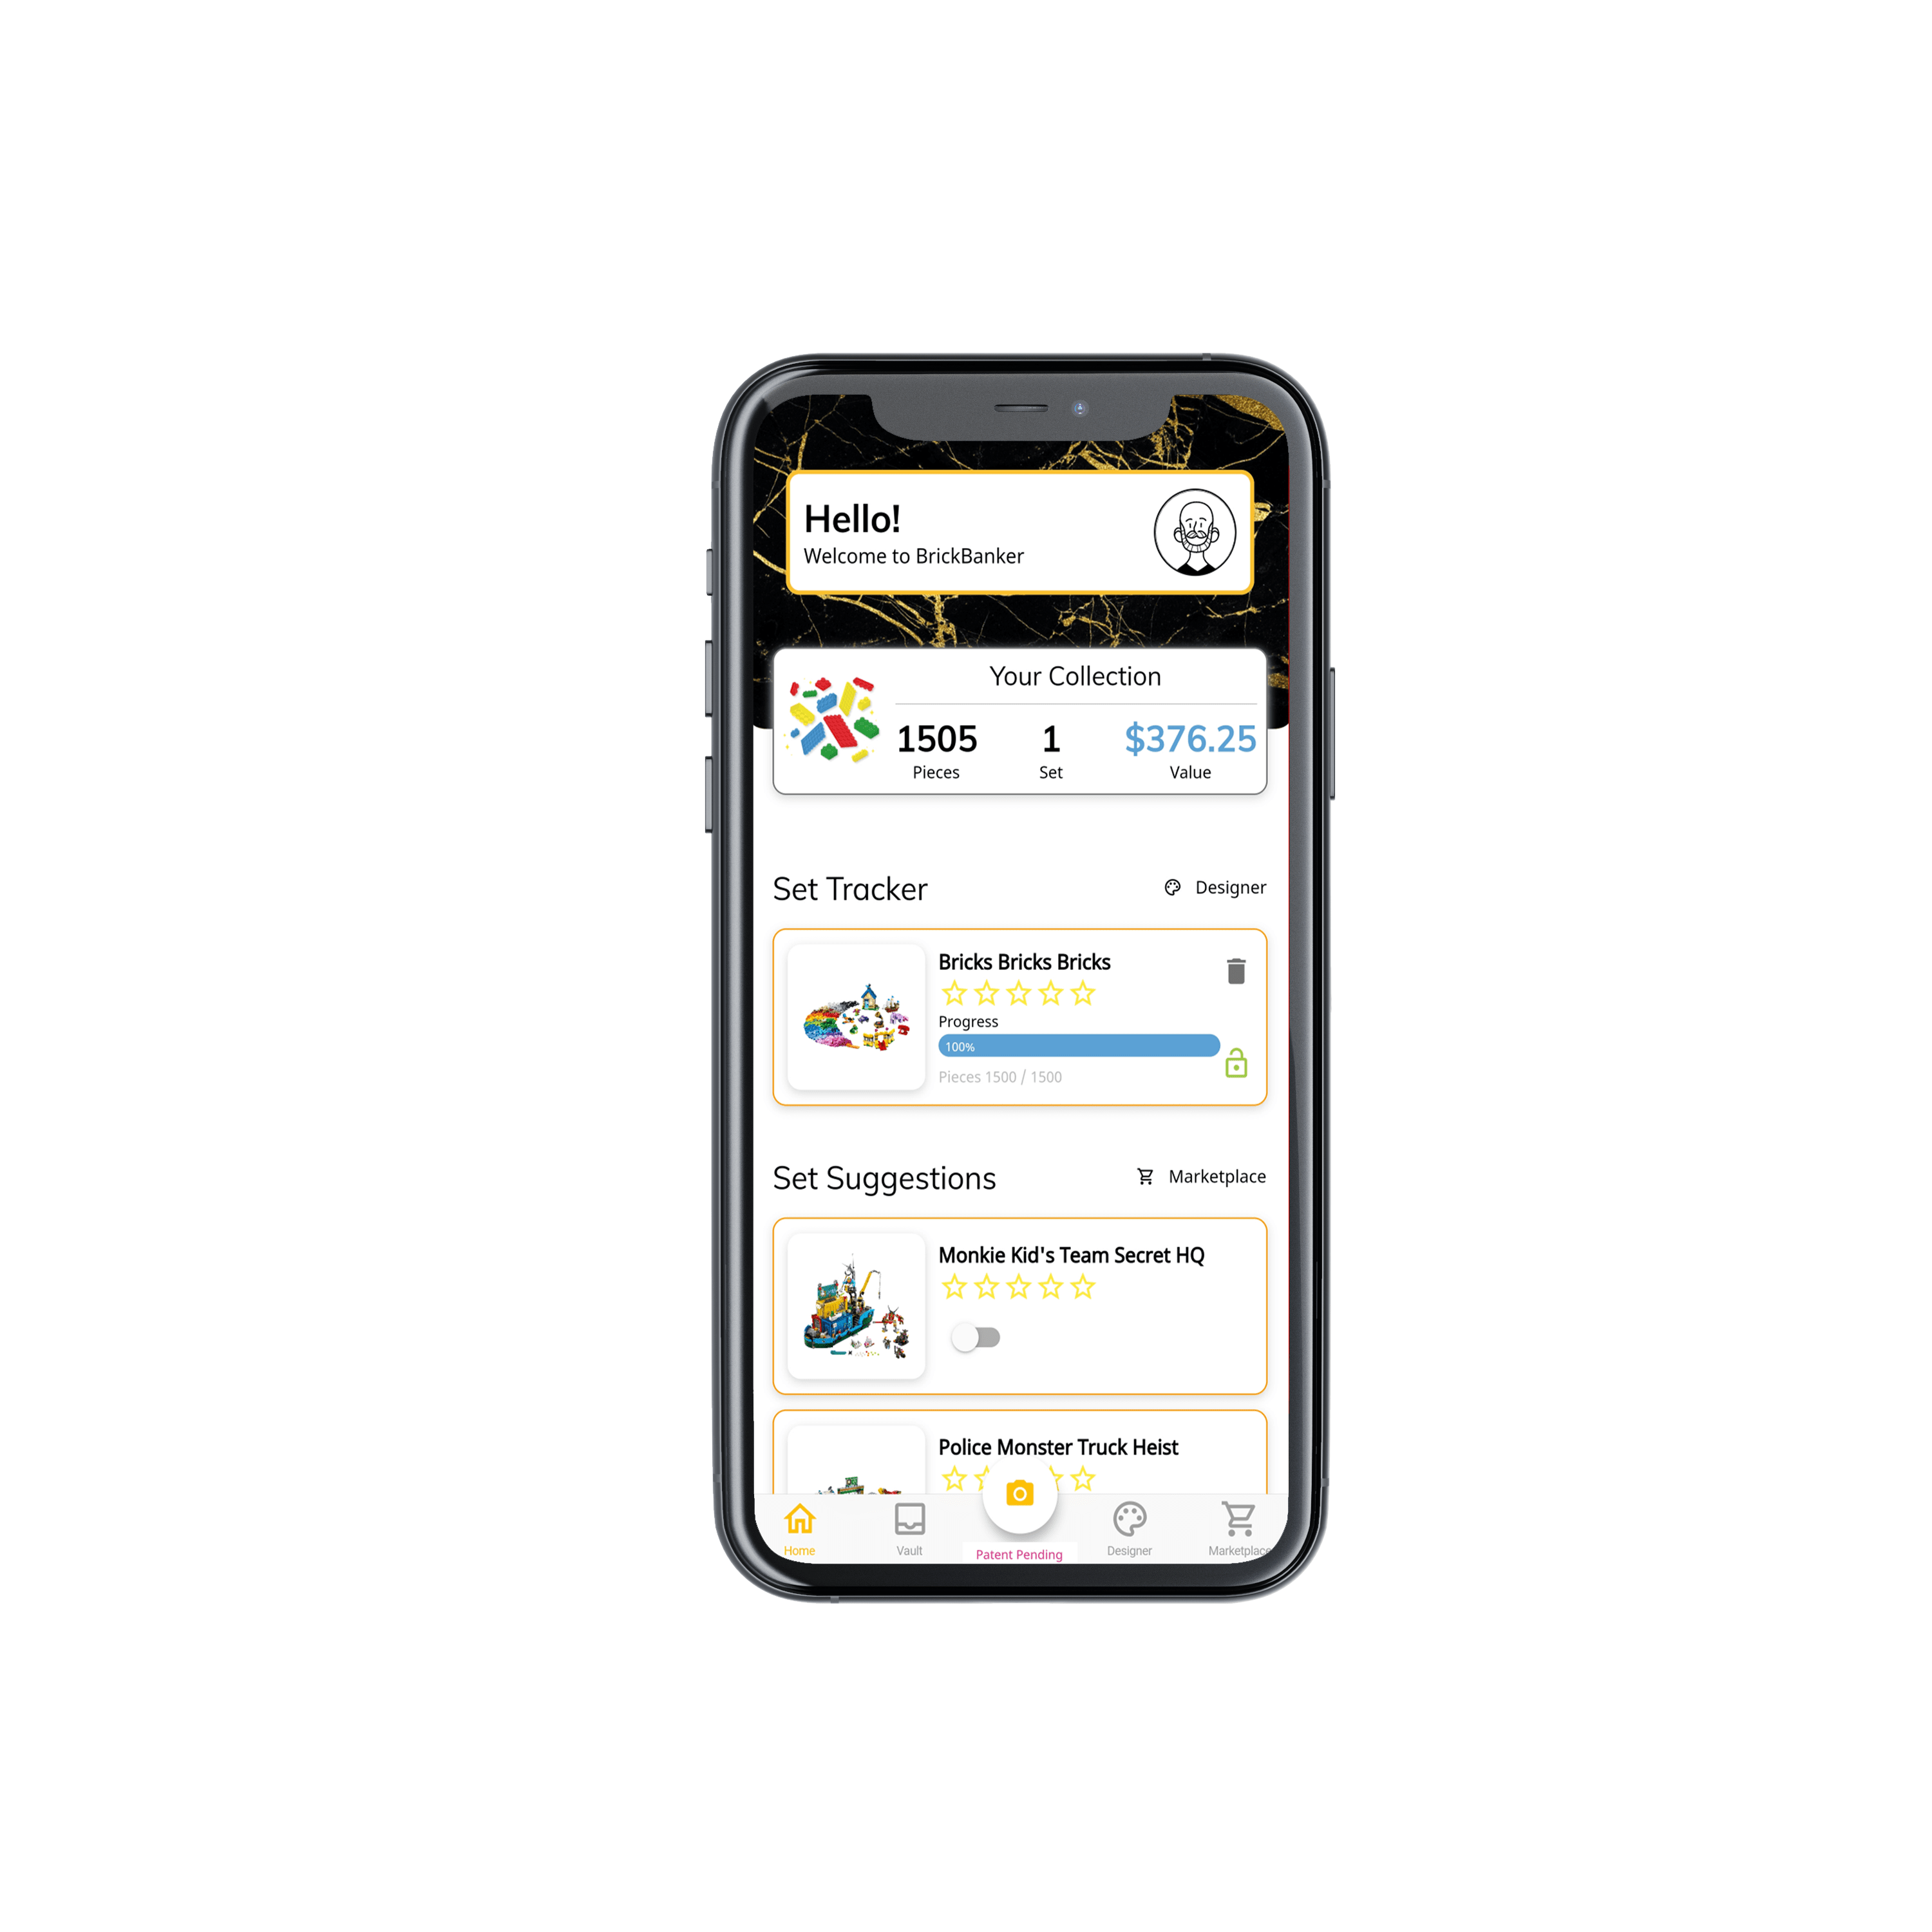 Hello!
Welcome to BrickBanker
Your Collection
1505 1 $376.25
Pieces Set Value
Set Tracker Designer
Bricks Bricks Bricks
Progress
100%
Pieces 1500 / 1500
Set Suggestions Marketplace
Monkie Kid's Team Secret HQ
Police Monster Truck Heist
Home Vault Patent Pending Designer Marketplace